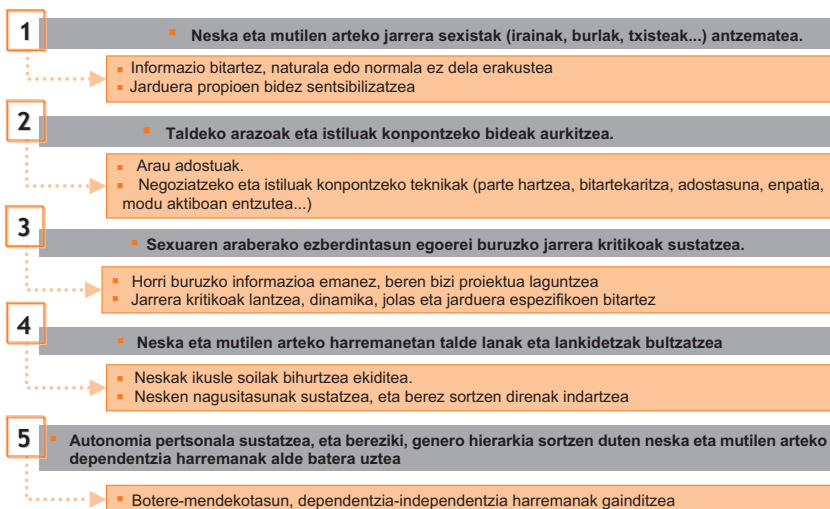 1
▪ Neska eta mutilen arteko jarrera sexistak (irainak, burlak, txisteak...) antzematea.
▪ Informazio bitartez, naturala edo normala ez dela erakustea
▪ Jarduera propioen bidez sentsibilizatzea
2
▪ Taldeko arazoak eta istiluak konpontzeko bideak aurkitzea.
▪ Arau adostuak.
▪ Negoziatzeko eta istiluak konpontzeko teknikak (parte hartzea, bitartekaritza, adostasuna, enpatia,
modu aktiboan entzutea...)
3
▪ Sexuaren araberako ezberdintasun egoerei buruzko jarrera kritikoak sustatzea.
▪ Horri buruzko informazioa emanez, beren bizi proiektua laguntzea
▪ Jarrera kritikoak lantzea, dinamika, jolas eta jarduera espezifikoen bitartez
4
▪ Neska eta mutilen arteko harremanetan talde lanak eta lankidetzak bultzatzea
▪ Neskak ikusle soilak bihurtzea ekiditea.
▪ Nesken nagusitasunak sustatzea, eta berez sortzen direnak indartzea
5
▪ Autonomia pertsonala sustatzea, eta bereziki, genero hierarkia sortzen duten neska eta mutilen arteko
dependentzia harremanak alde batera uztea
▪ Botere-mendekotasun, dependentzia-independentzia harremanak gainditzea